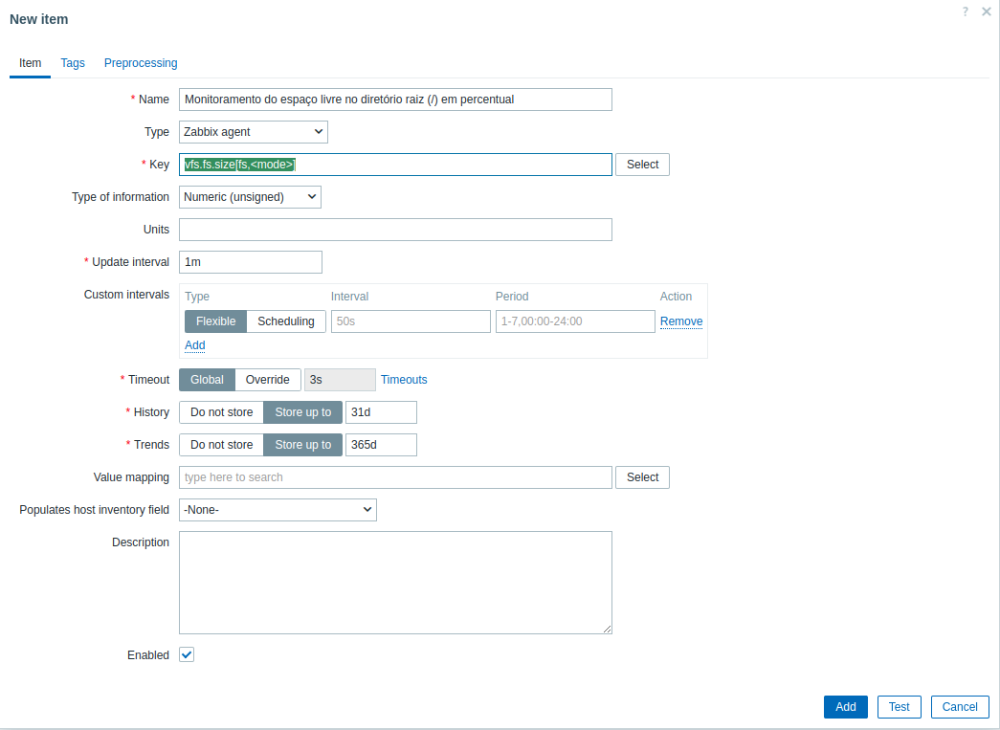 New item
? ×
Item Tags Preprocessing
* Name Monitoramento do espaço livre no diretório raiz (/) em percentual
Type Zabbix agent
* Key vfs.fs.size[fs,<mode>] Select
Type of information Numeric (unsigned)
Units
* Update interval 1m
Custom intervals Type Interval Period Action
Flexible Scheduling 50s 1-7,00:00-24:00 Remove
Add
* Timeout Global Override 3s Timeouts
* History Do not store Store up to 31d
* Trends Do not store Store up to 365d
Value mapping type here to search Select
Populates host inventory field -None-
Description
Enabled
Add Test Cancel